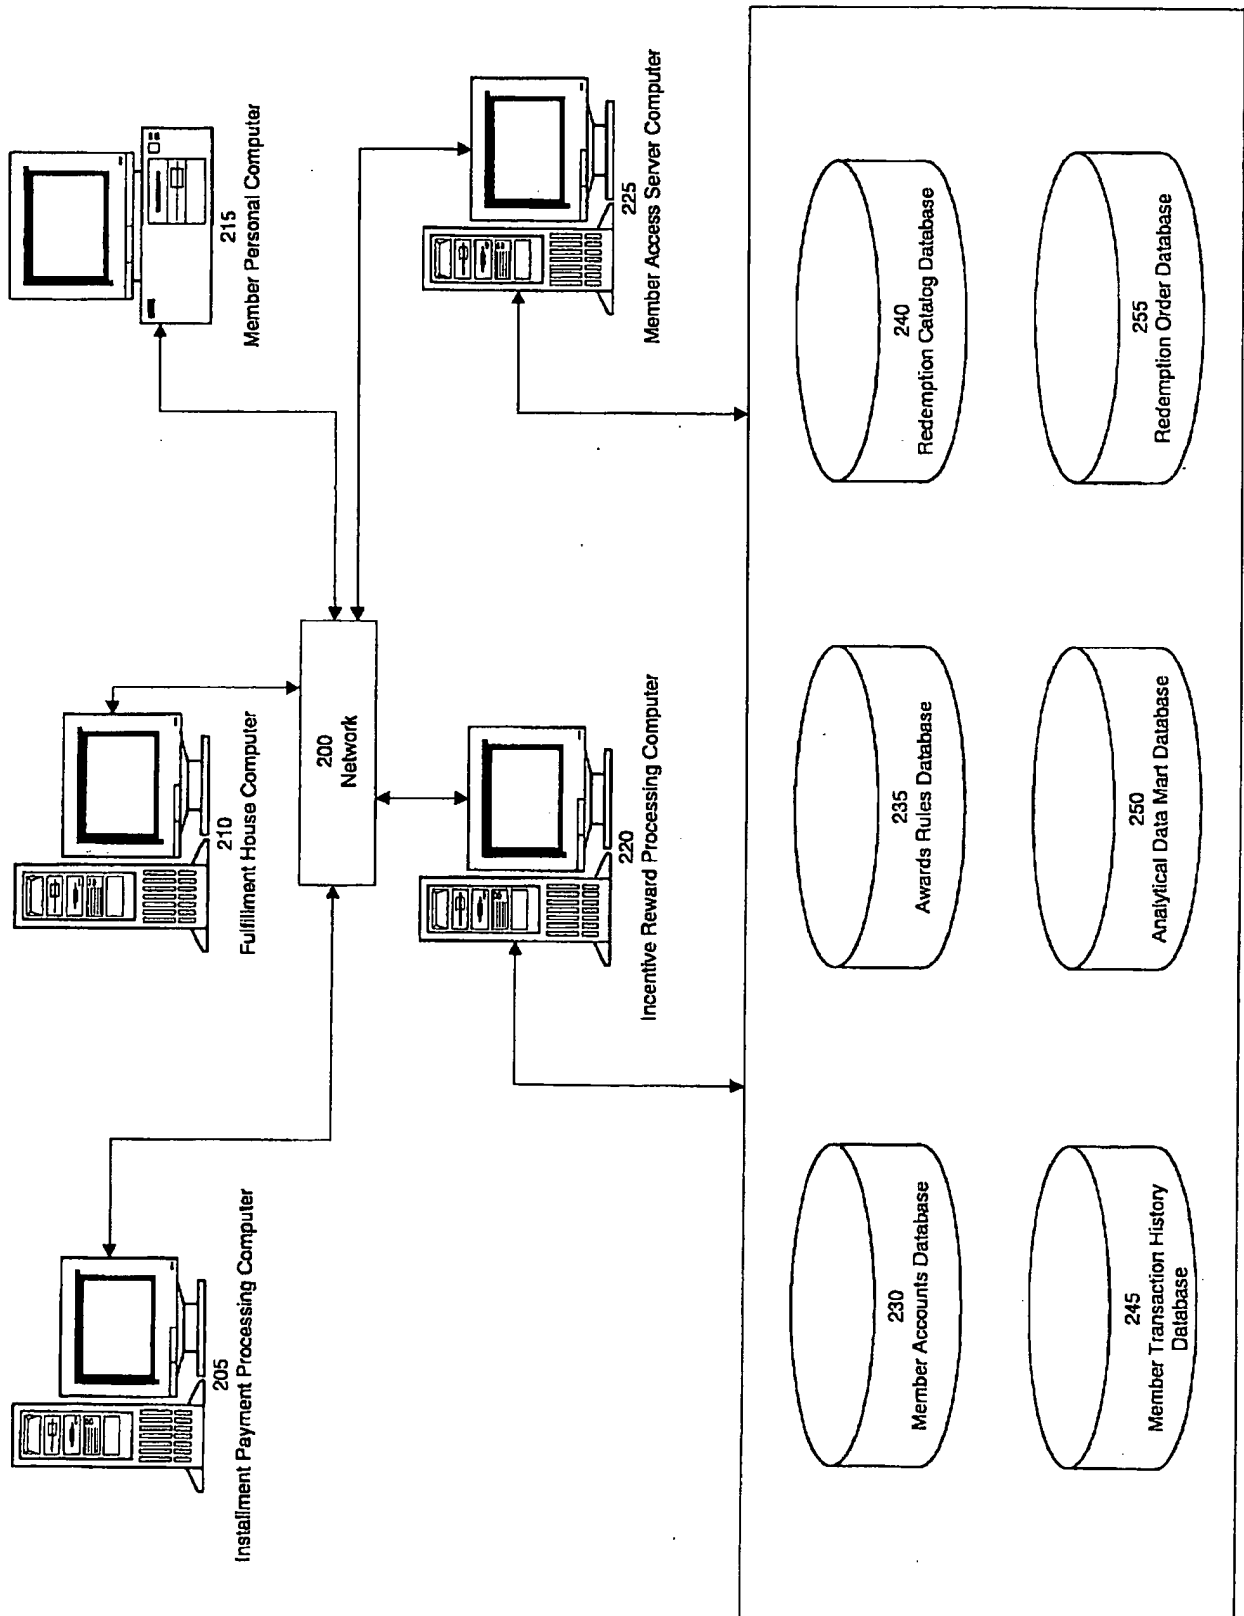 205
Installment Payment Processing Computer
210
Fulfillment House Computer
215
Member Personal Computer
200
Network
220
Incentive Reward Processing Computer
225
Member Access Server Computer
230
Member Accounts Database
235
Awards Rules Database
240
Redemption Catalog Database
245
Member Transaction History
Database
250
Analytical Data Mart Database
255
Redemption Order Database